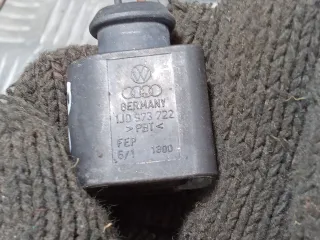 GERMANY
1J0 973 722
>PBT<
FEP
6/1 1300